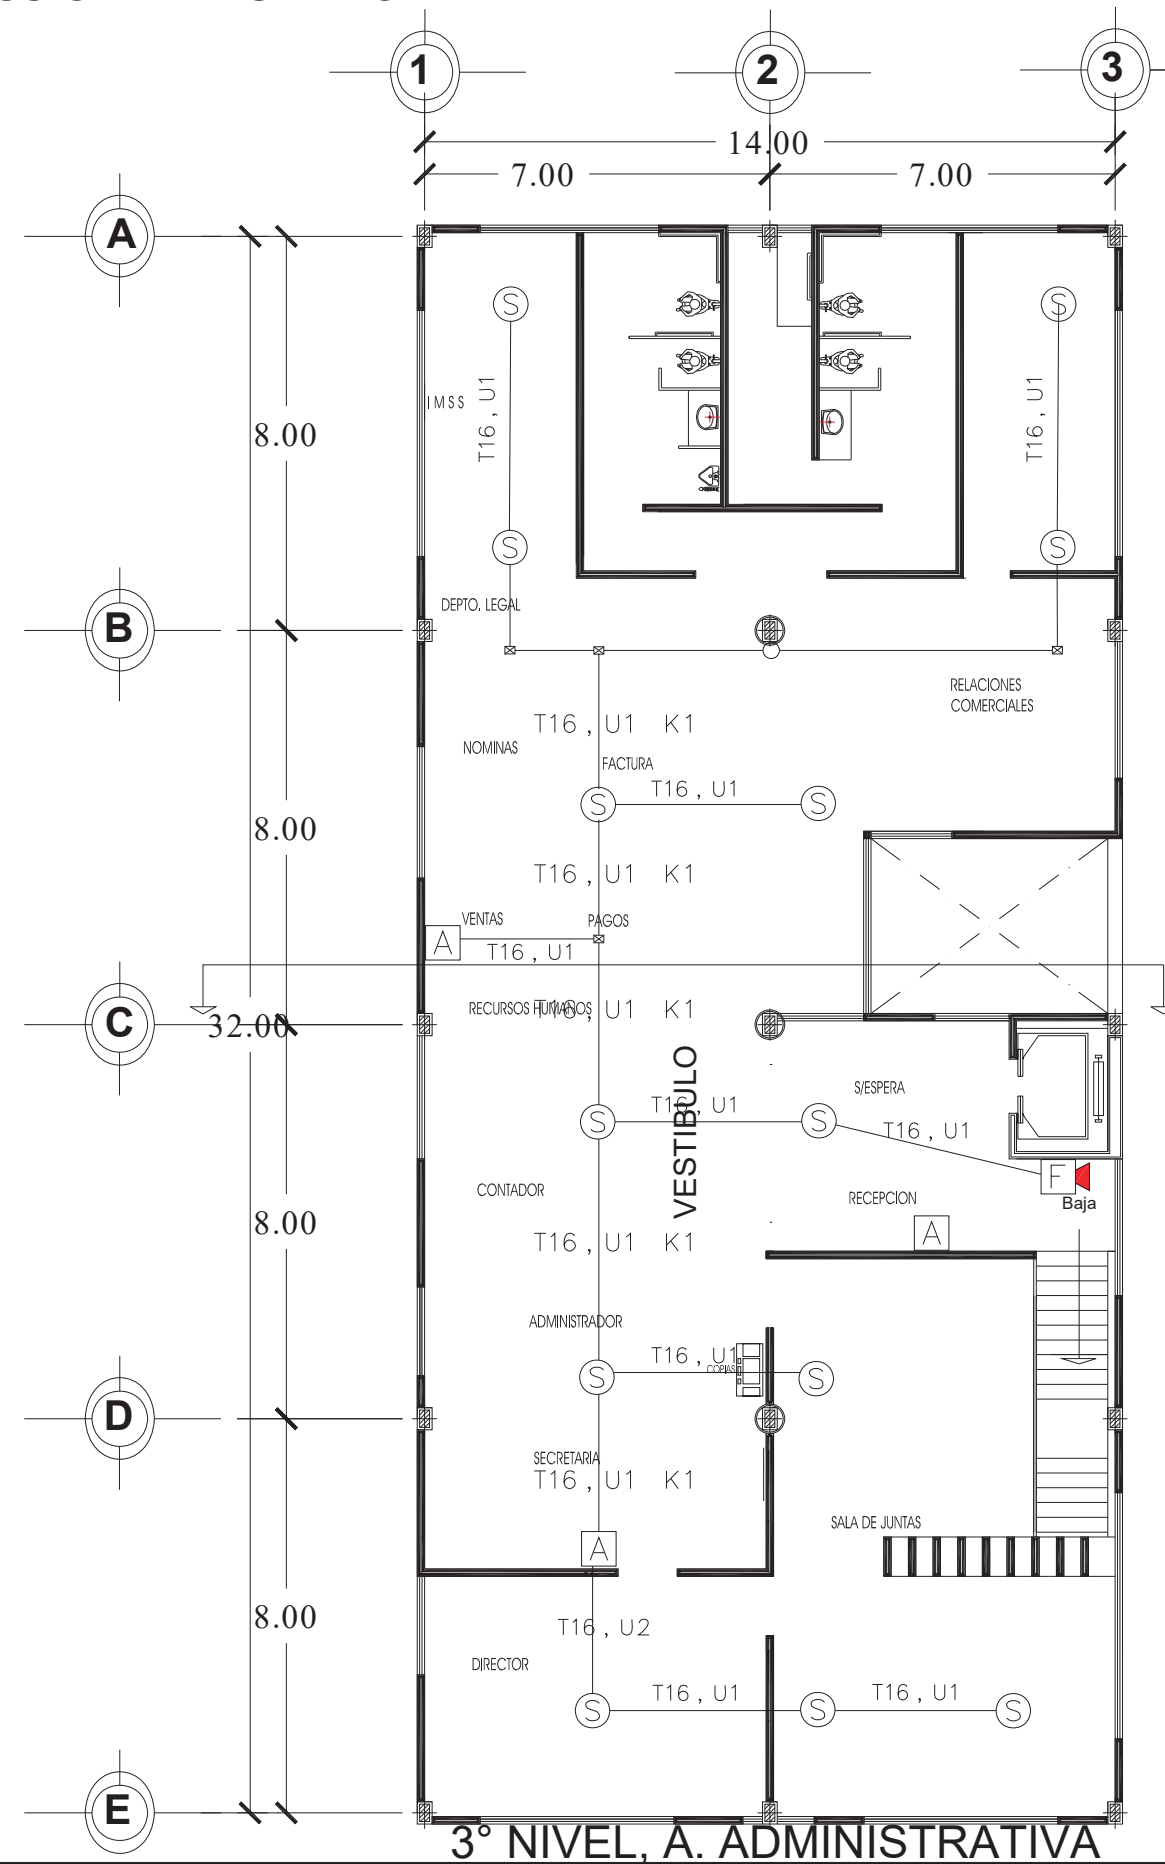 1
2
3
14.00
7.00
7.00
A
S
S
T16 , U1
T16 , U1
I M S S
8.00
S
S
DEPTO. LEGAL
B
RELACIONES
COMERCIALES
T16 , U1 K1
NOMINAS
FACTURA
T16 , U1
S
S
8.00
T16 , U1 K1
VENTAS
PAGOS
A
T16 , U1
RECURSOS HUMANOS
T16 , U1 K1
C
32.00
VESTIBULO
S/ESPERA
T16 , U1
S
S
T16 , U1
F
CONTADOR
RECEPCION
Baja
8.00
A
T16 , U1 K1
ADMINISTRADOR
T16 , U1
COPIAS
S
S
D
SECRETARIA
T16 , U1 K1
SALA DE JUNTAS
A
8.00
T16 , U2
DIRECTOR
T16 , U1
T16 , U1
S
S
S
E
3° NIVEL, A. ADMINISTRATIVA